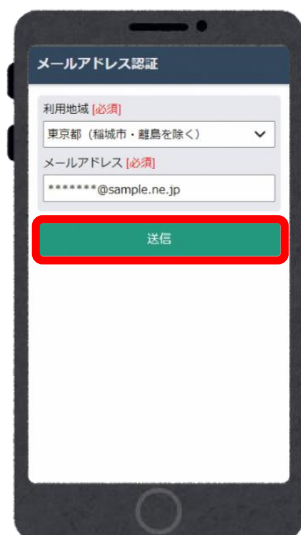 メールアドレス認証
利用地域 [必須]
東京都（稲城市・離島を除く）
メールアドレス [必須]
*******@sample.ne.jp
送信